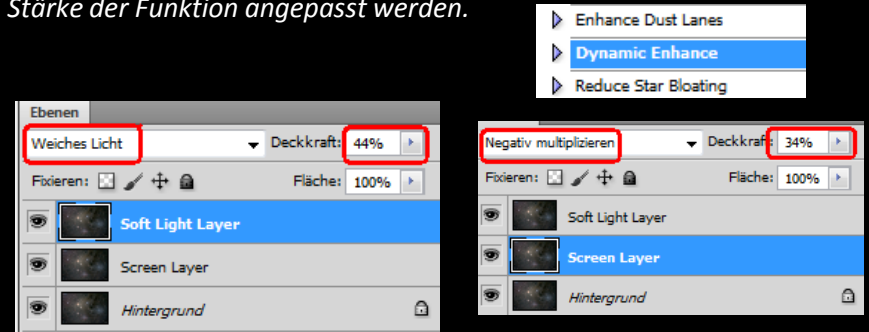 Stärke der Funktion angepasst werden.
Enhance Dust Lanes
Dynamic Enhance
Reduce Star Bloating
Ebenen
Weiches Licht Deckkraft: 44%
Fixieren: Fläche: 100%
Soft Light Layer
Screen Layer
Hintergrund
Negativ multiplizieren Deckkraft: 34%
Fixieren: Fläche: 100%
Soft Light Layer
Screen Layer
Hintergrund